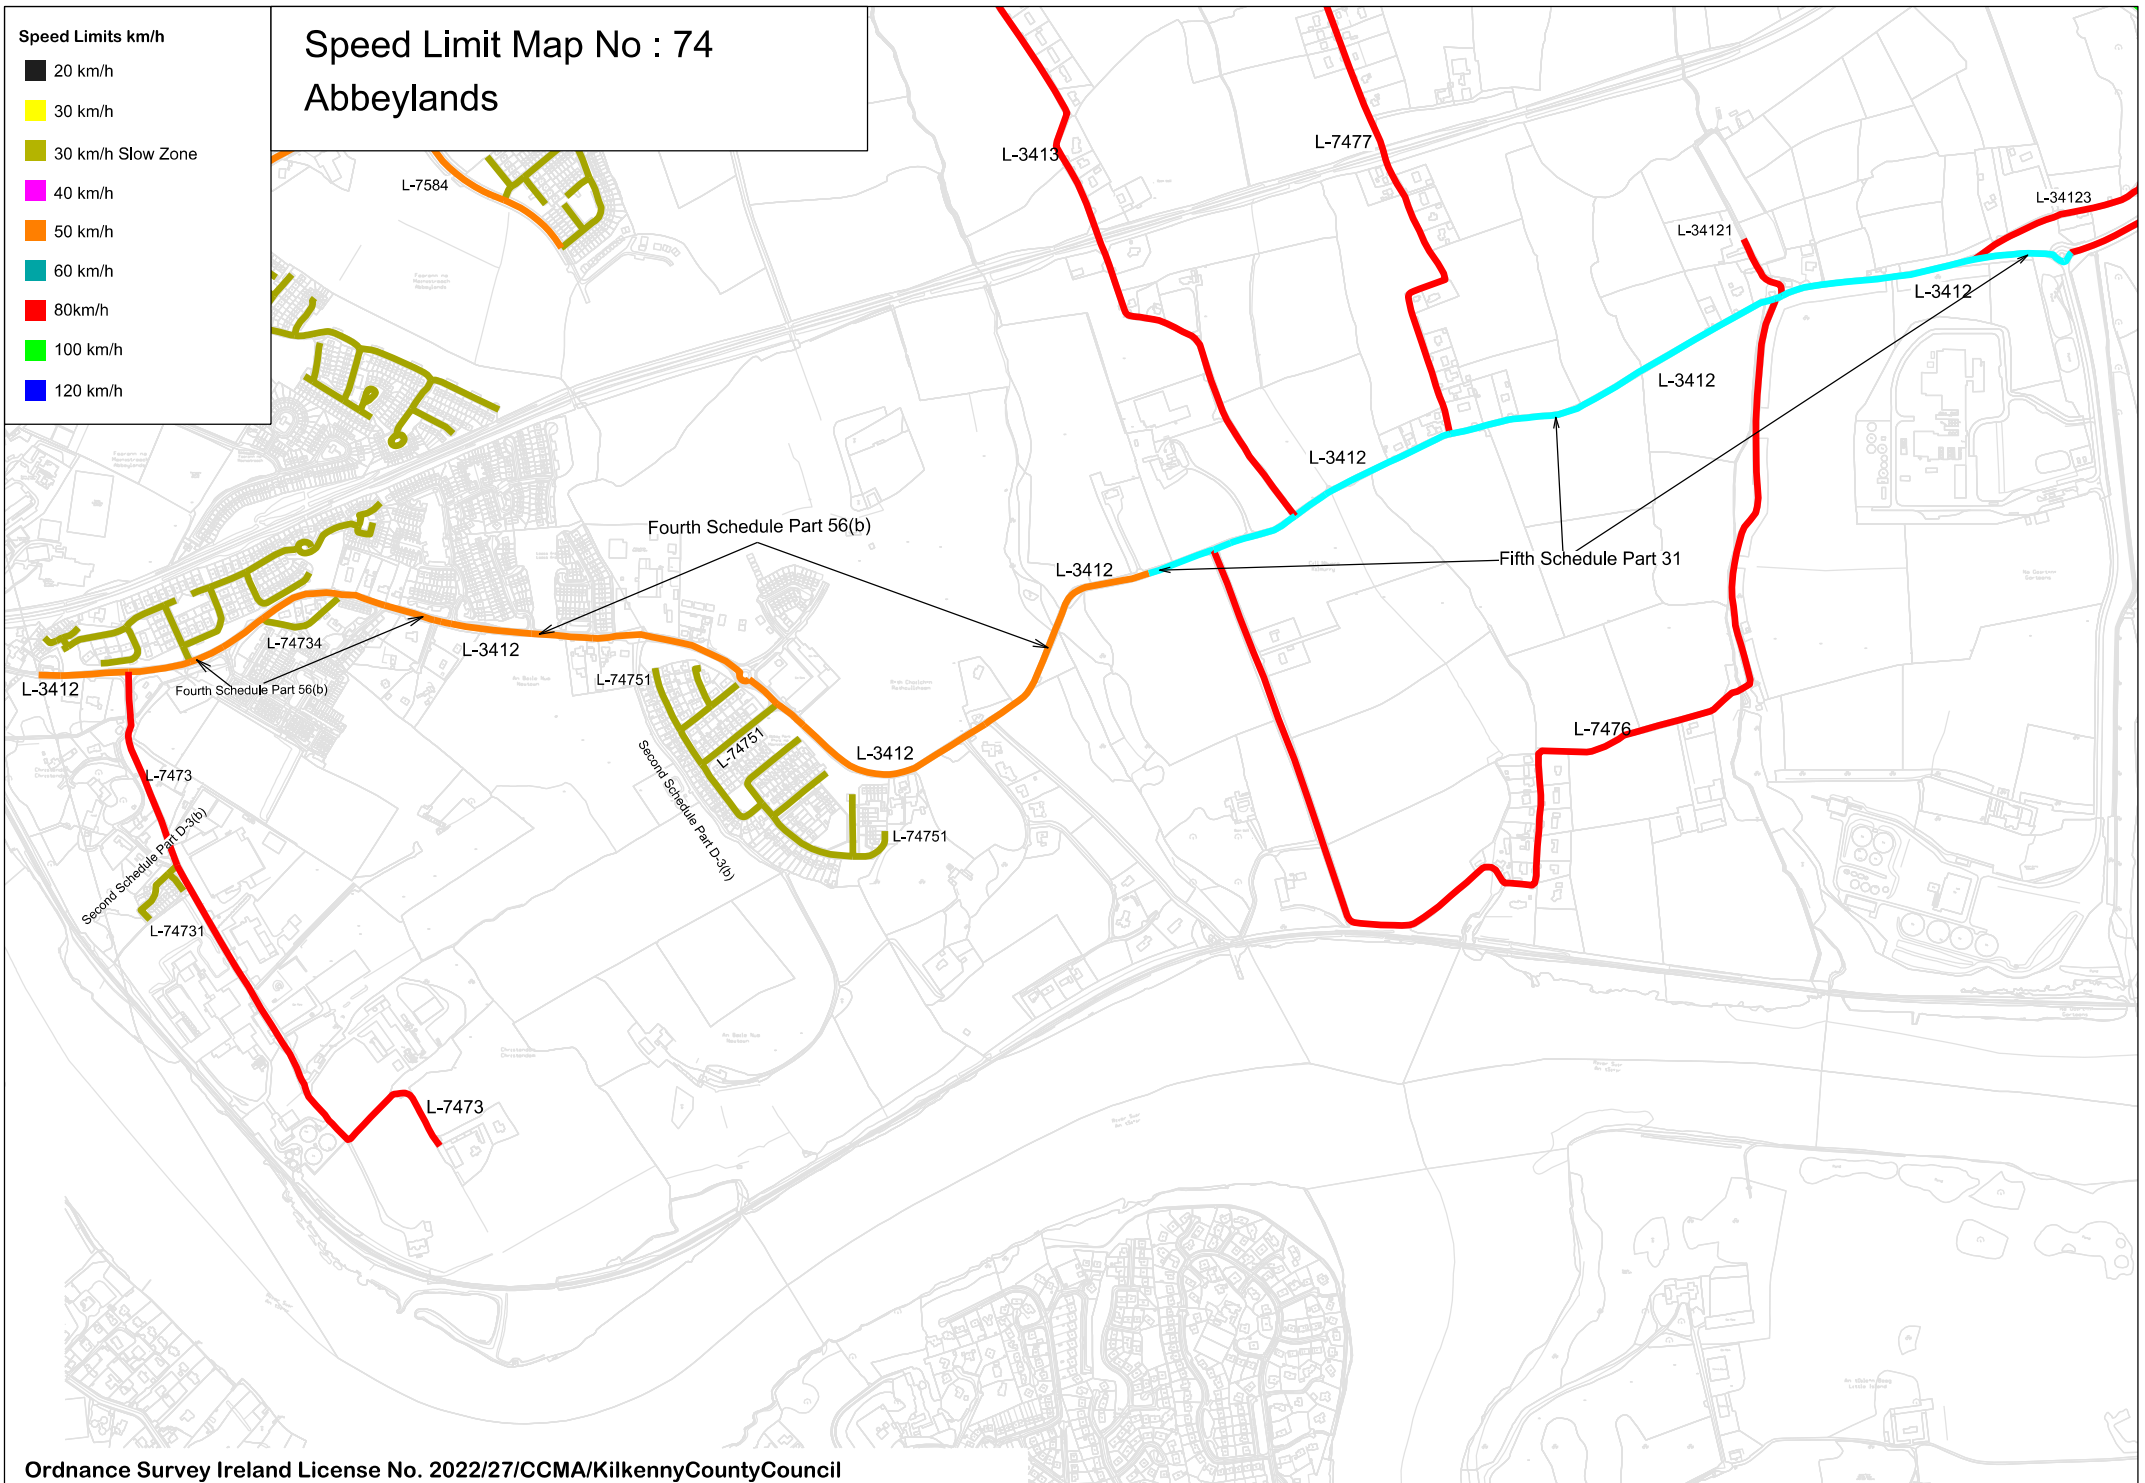 Speed Limits km/h
20 km/h
30 km/h
30 km/h Slow Zone
40 km/h
50 km/h
60 km/h
80km/h
100 km/h
120 km/h
Speed Limit Map No : 74
Abbeylands
L-7584
L-3413
L-7477
L-34121
L-34123
L-3412
L-3412
L-3412
Fourth Schedule Part 56(b)
L-3412
Fifth Schedule Part 31
L-74734
L-3412
L-3412
Fourth Schedule Part 56(b)
L-74751
L-74751
L-3412
L-7476
L-7473
Second Schedule Part D-3(b)
Second Schedule Part D-3(b)
L-74751
L-74731
L-7473
Ordnance Survey Ireland License No. 2022/27/CCMA/KilkennyCountyCouncil